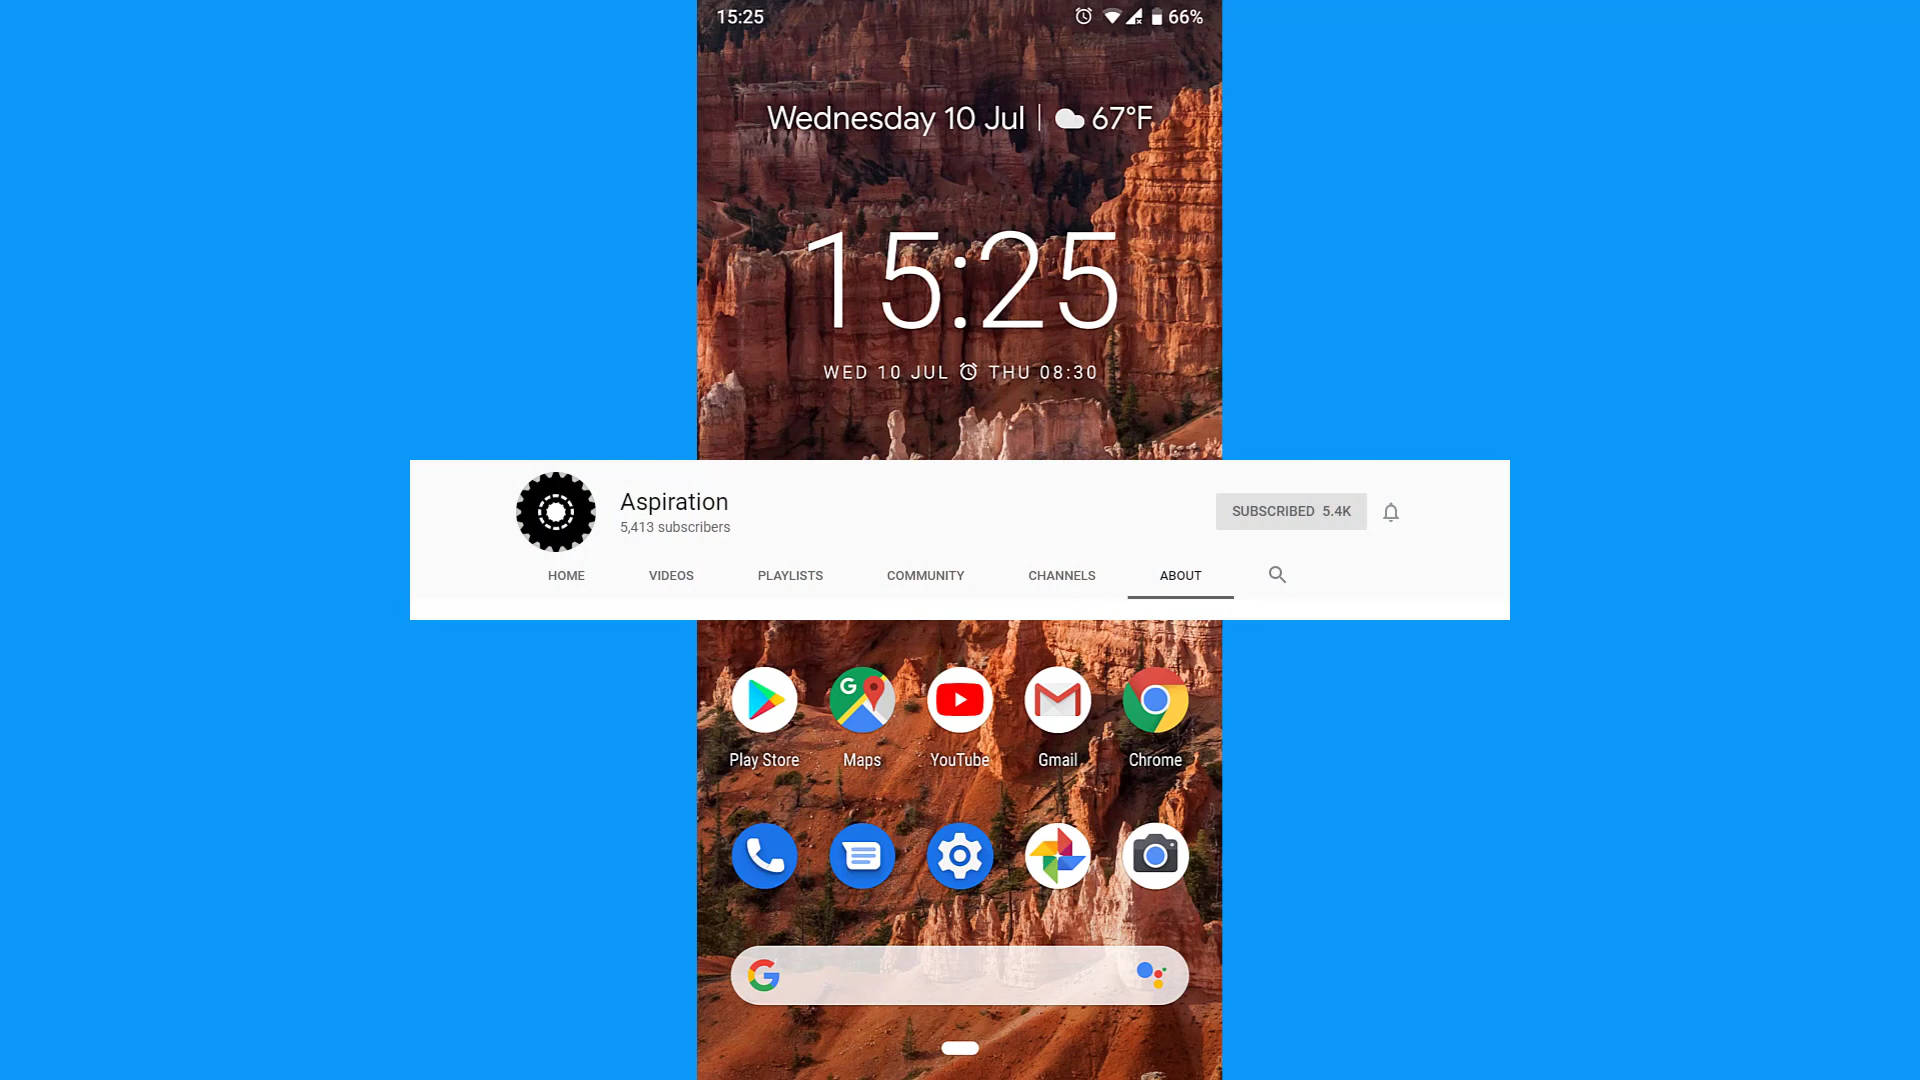 15:25 66%
Wednesday 10 Jul 67°F
15:25
WED 10 JUL THU 08:30
Aspiration
5,413 subscribers
SUBSCRIBED 5.4K
HOME VIDEOS PLAYLISTS COMMUNITY CHANNELS ABOUT
G
Play Store Maps YouTube Gmail Chrome
G